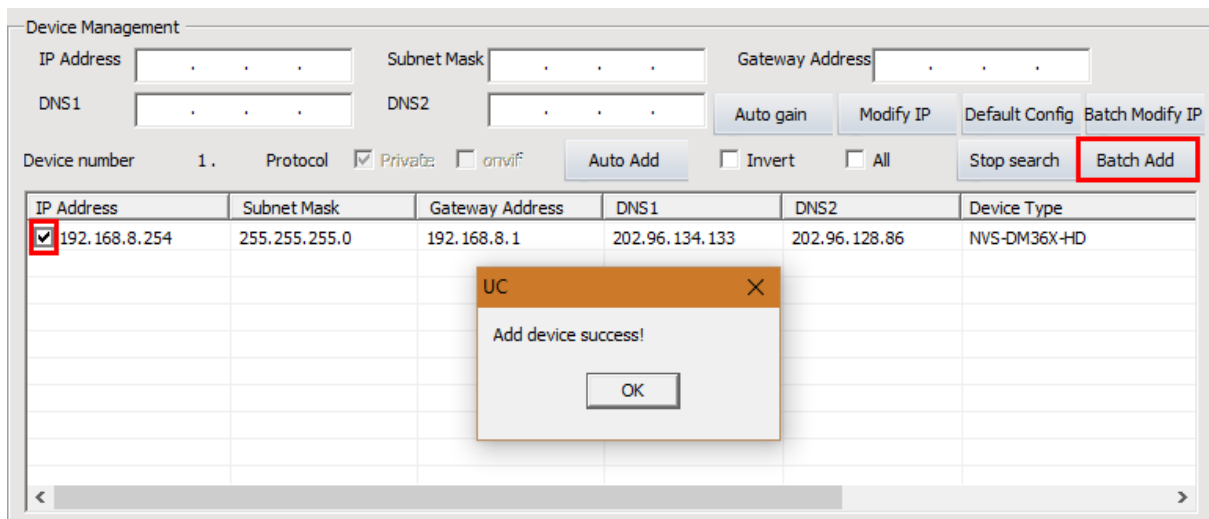 Device Management
IP Address . . . Subnet Mask . . . Gateway Address . . .
DNS1 . . . DNS2 . . . Auto gain Modify IP Default Config Batch Modify IP
Device number 1. Protocol Private onvif Auto Add Invert All Stop search Batch Add
IP Address Subnet Mask Gateway Address DNS1 DNS2 Device Type
192.168.8.254 255.255.255.0 192.168.8.1 202.96.134.133 202.96.128.86 NVS-DM36X-HD
UC
Add device success!
OK